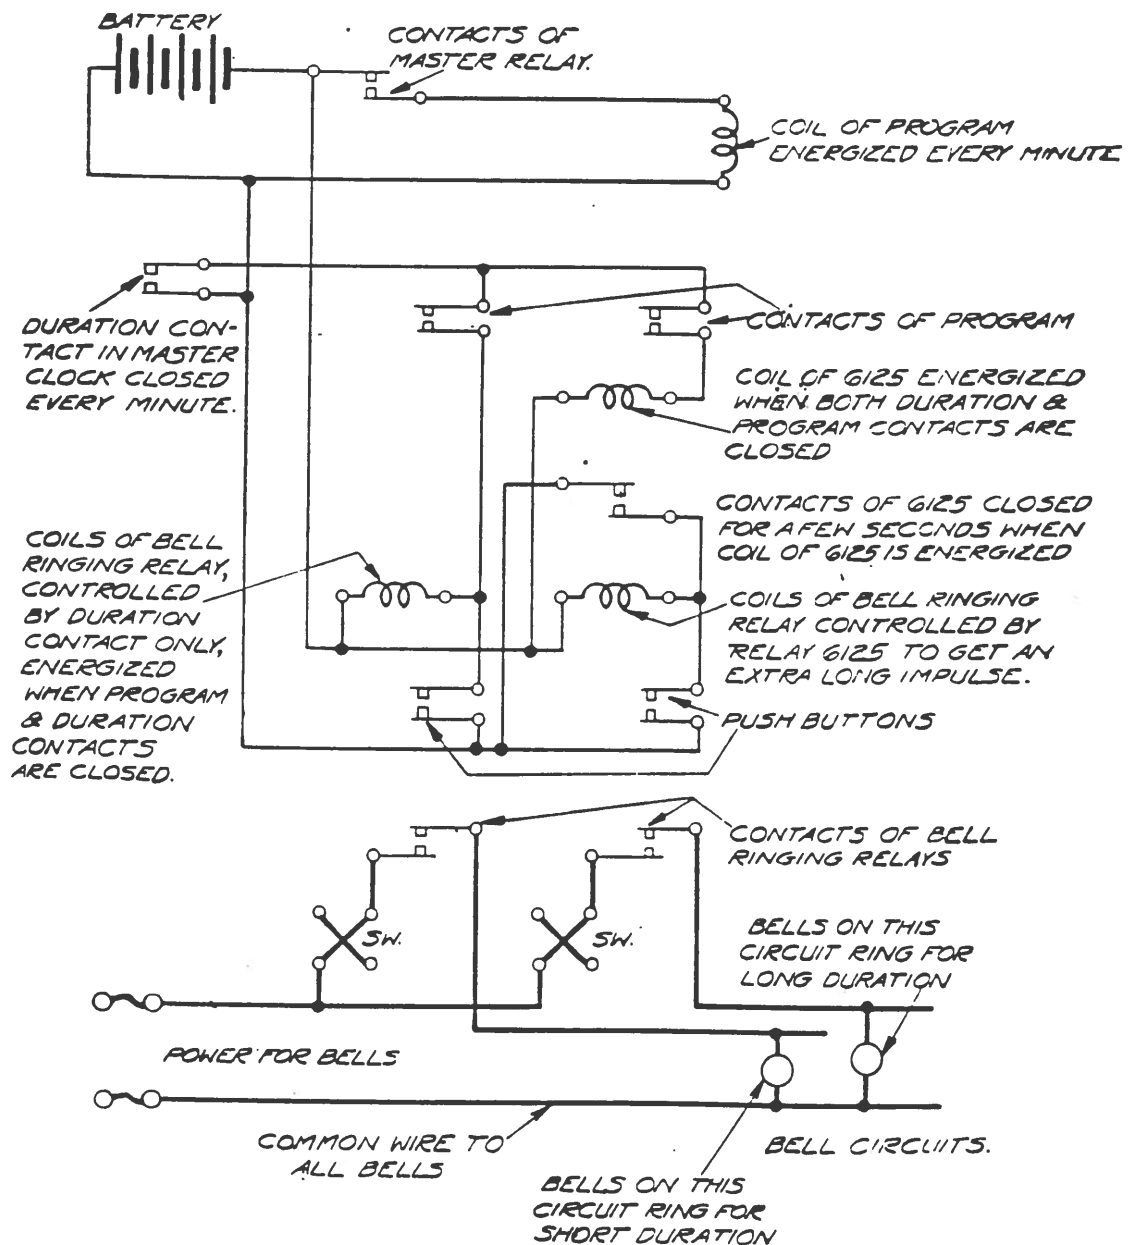 BATTERY
CONTACTS OF
MASTER RELAY.
COIL OF PROGRAM
ENERGIZED EVERY MINUTE
DURATION CON-
TACT IN MASTER
CLOCK CLOSED
EVERY MINUTE.
CONTACTS OF PROGRAM
COIL OF 6125 ENERGIZED
WHEN BOTH DURATION &
PROGRAM CONTACTS ARE
CLOSED
CONTACTS OF 6125 CLOSED
FOR A FEW SECONDS WHEN
COIL OF 6125 IS ENERGIZED
COILS OF BELL
RINGING RELAY,
CONTROLLED
BY DURATION
CONTACT ONLY,
ENERGIZED
WHEN PROGRAM
& DURATION
CONTACTS
ARE CLOSED.
COILS OF BELL RINGING
RELAY CONTROLLED BY
RELAY 6125 TO GET AN
EXTRA LONG IMPULSE.
PUSH BUTTONS
CONTACTS OF BELL
RINGING RELAYS
SW.
SW.
BELLS ON THIS
CIRCUIT RING FOR
LONG DURATION
POWER FOR BELLS
COMMON WIRE TO
ALL BELLS
BELL CIRCUITS.
BELLS ON THIS
CIRCUIT RING FOR
SHORT DURATION